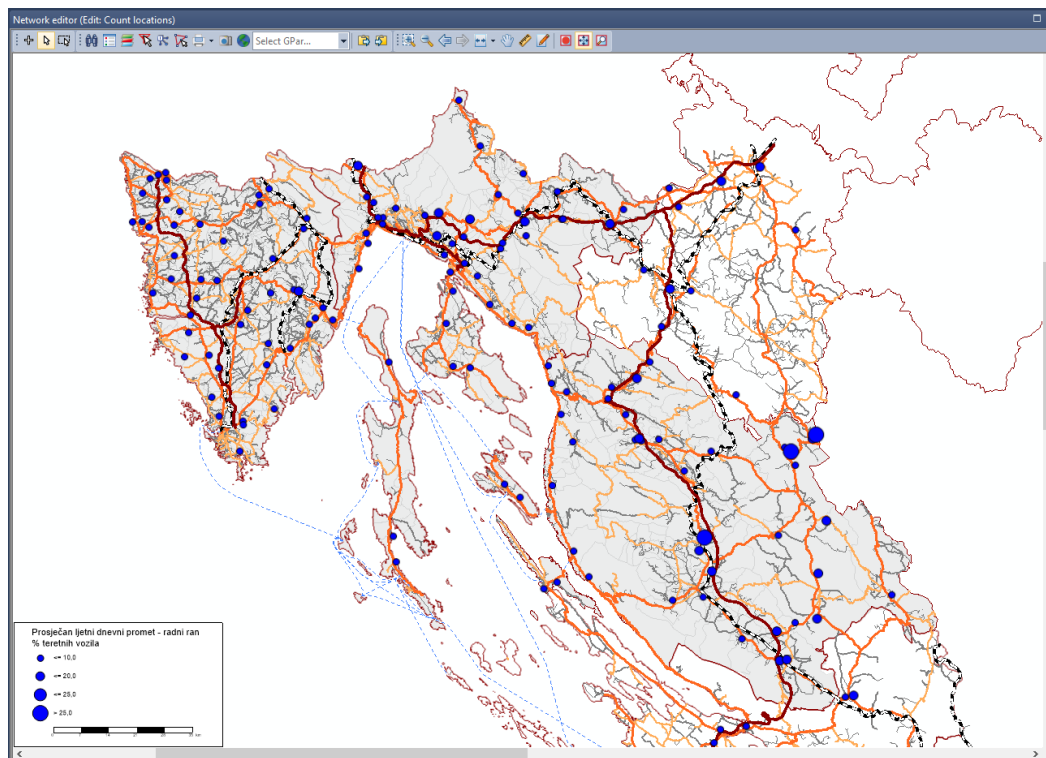 Network editor (Edit: Count locations)
Select GPar...
Prosječan ljetni dnevni promet - radni ran
% teretnih vozila
<= 10,0
<= 20,0
<= 25,0
> 25,0